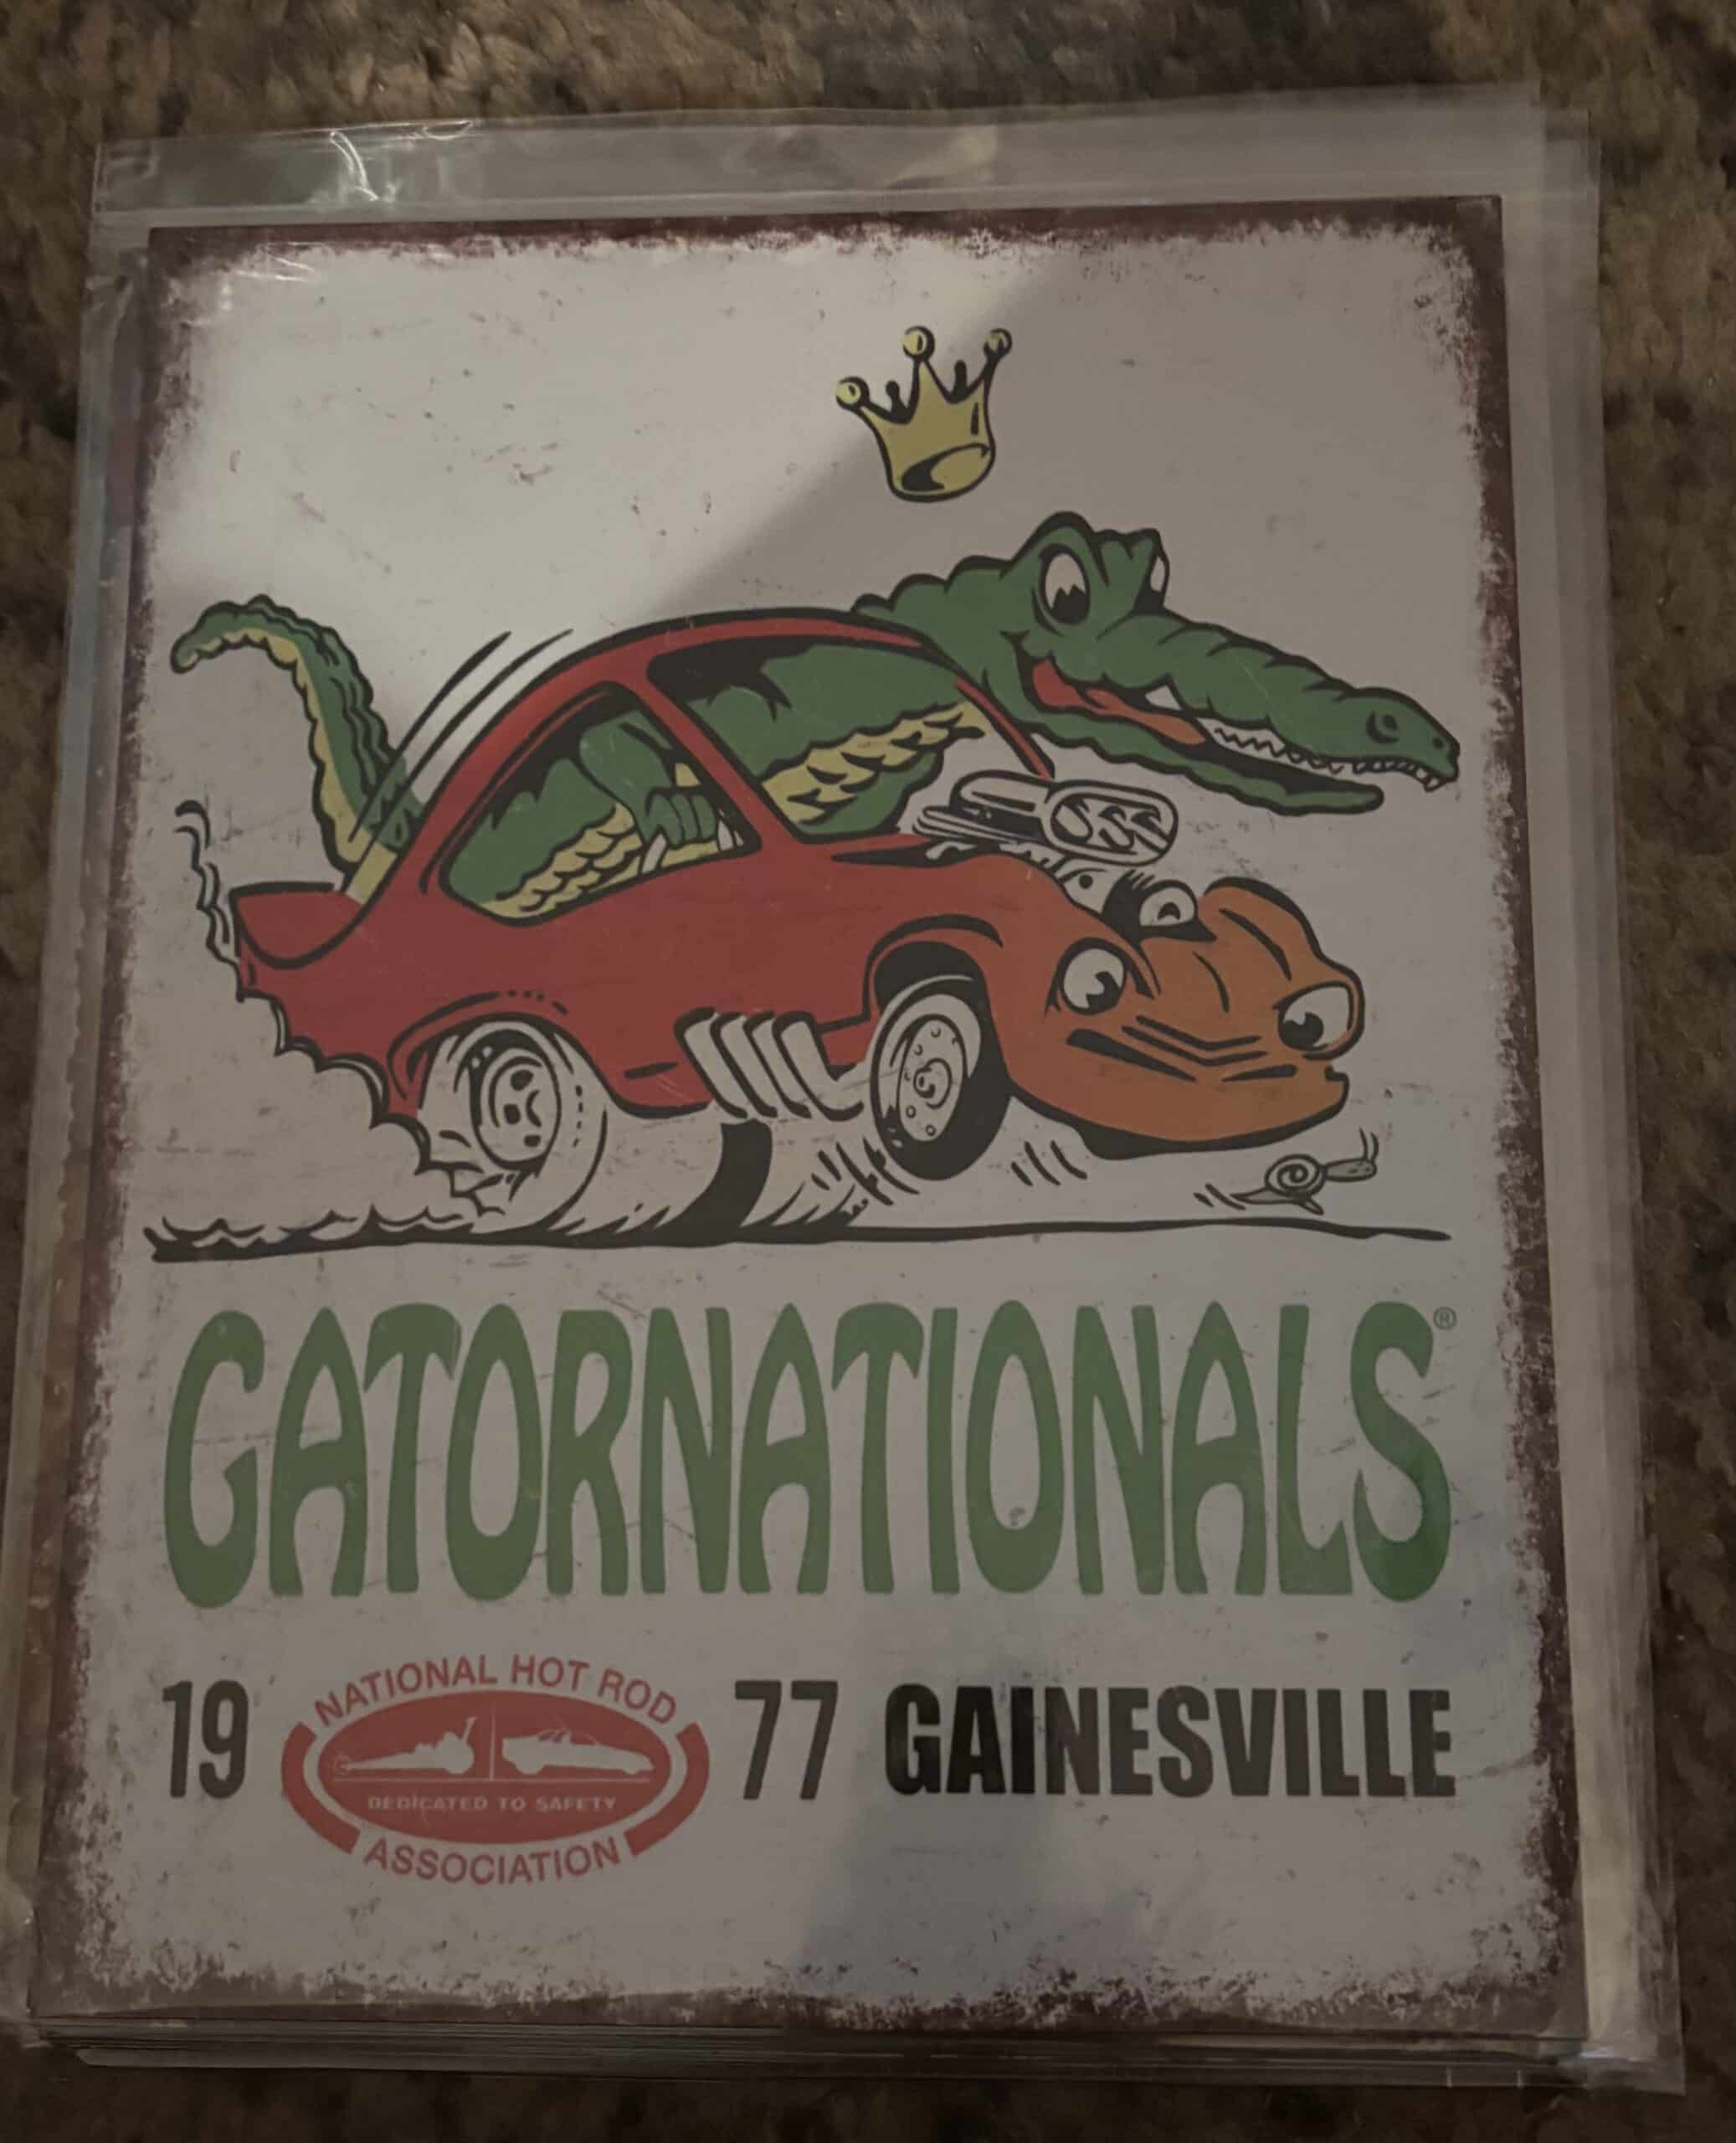 GATORNATIONALS®
19 NATIONAL HOT ROD 77 GAINESVILLE
DEDICATED TO SAFETY
ASSOCIATION